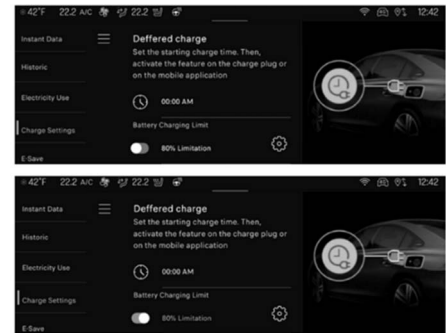 42°F 22.2 A/C 22.2 12:42
Instant Data
Deffered charge
Set the starting charge time. Then,
activate the feature on the charge plug or
on the mobile application
Historic
Electricity Use
00:00 AM
Charge Settings
Battery Charging Limit
80% Limitation
E-Save
42°F 22.2 A/C 22.2 12:42
Instant Data
Deffered charge
Set the starting charge time. Then,
activate the feature on the charge plug or
on the mobile application
Historic
Electricity Use
00:00 AM
Charge Settings
Battery Charging Limit
80% Limitation
E-Save